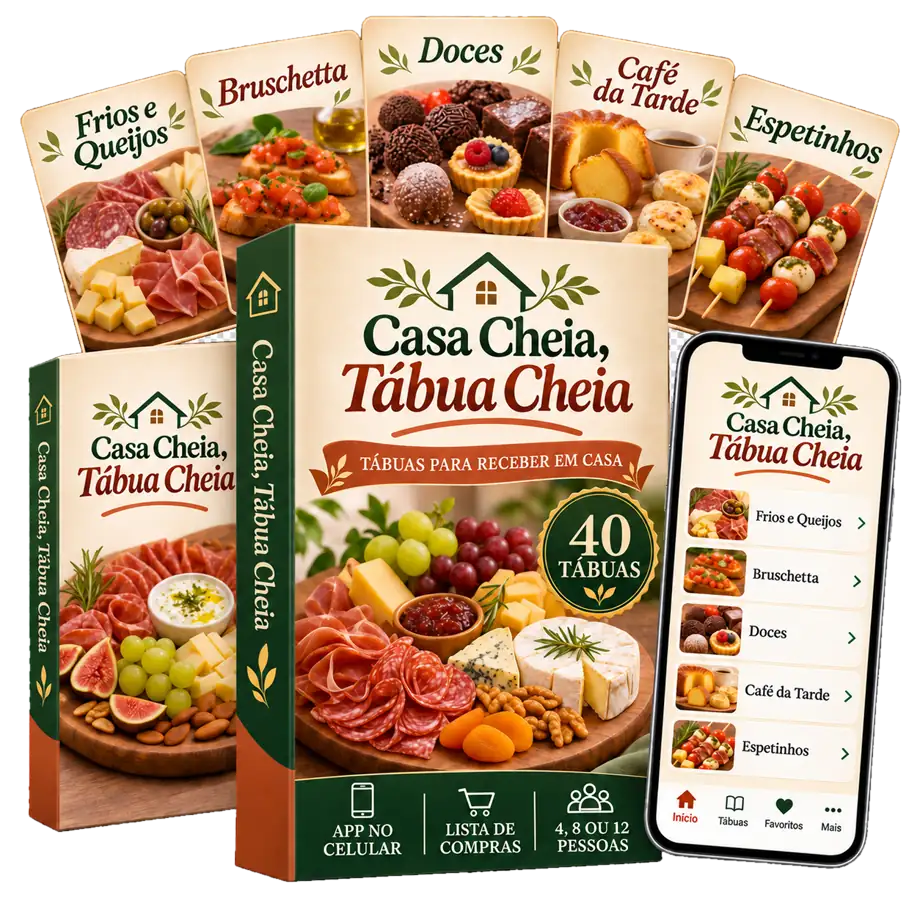 Frios e
Queijos
Bruschetta
Doces
Café
da Tarde
Espetinhos
Casa Cheia, Tábua Cheia
Casa Cheia,
Tábua Cheia
Casa Cheia, Tábua Cheia
Casa Cheia,
Tábua Cheia
TÁBUAS PARA RECEBER EM CASA
40
TÁBUAS
APP NO
CELULAR
LISTA DE
COMPRAS
4, 8 OU 12
PESSOAS
Casa Cheia,
Tábua Cheia
Frios e Queijos
Bruschetta
Doces
Café da Tarde
Espetinhos
Início
Tábuas
Favoritos
Mais